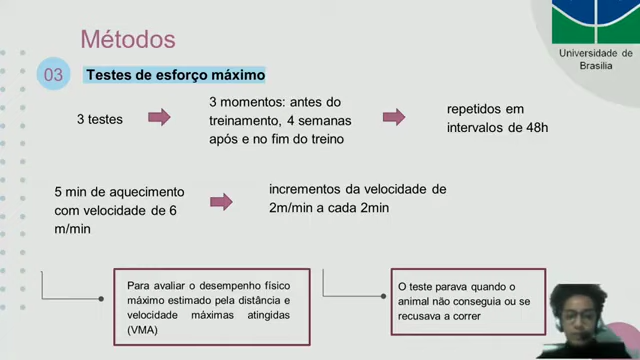 Métodos
Universidade de
Brasilia
03
Testes de esforço máximo
3 testes
3 momentos: antes do
treinamento, 4 semanas
após e no fim do treino
repetidos em
intervalos de 48h
5 min de aquecimento
com velocidade de 6
m/min
incrementos da velocidade de
2m/min a cada 2min
Para avaliar o desempenho físico
máximo estimado pela distância e
velocidade máximas atingidas
(VMA)
O teste parava quando o
animal não conseguia ou se
recusava a correr